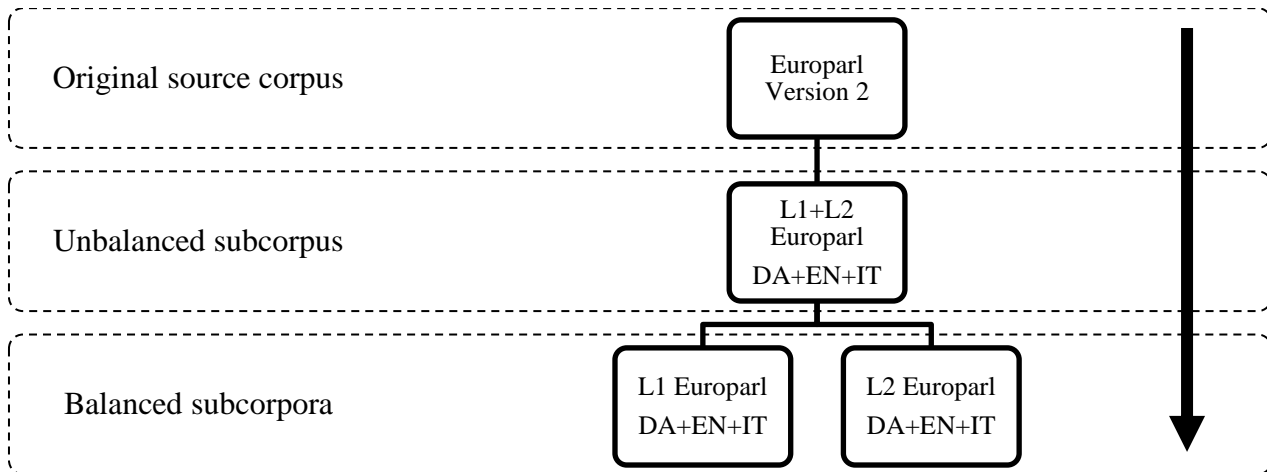 Original source corpus
Europarl
Version 2
Unbalanced subcorpus
L1+L2
Europarl
DA+EN+IT
Balanced subcorpora
L1 Europarl
DA+EN+IT
L2 Europarl
DA+EN+IT